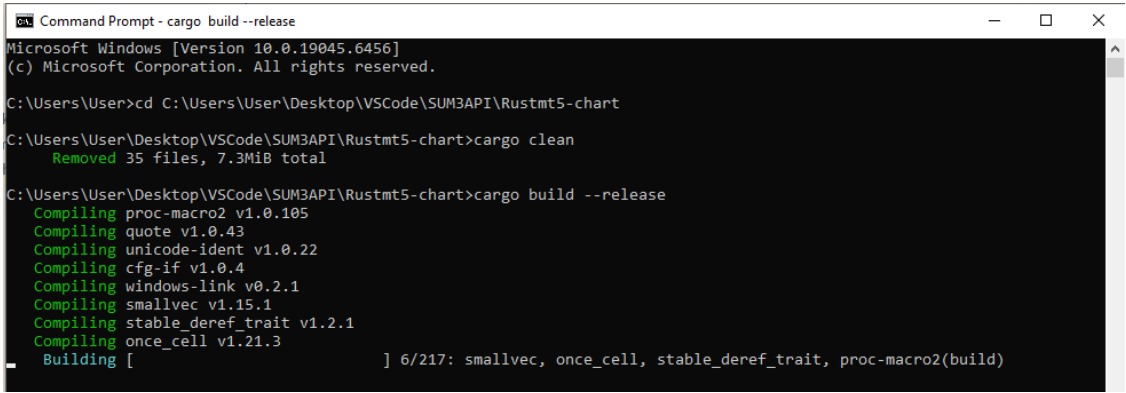 Command Prompt - cargo  build --release
Microsoft Windows [Version 10.0.19045.6456]
(c) Microsoft Corporation. All rights reserved.
C:\Users\User>cd C:\Users\User\Desktop\VSCode\SUM3API\Rustmt5-chart
C:\Users\User\Desktop\VSCode\SUM3API\Rustmt5-chart>cargo clean
     Removed 35 files, 7.3MiB total
C:\Users\User\Desktop\VSCode\SUM3API\Rustmt5-chart>cargo build --release
   Compiling proc-macro2 v1.0.105
   Compiling quote v1.0.43
   Compiling unicode-ident v1.0.22
   Compiling cfg-if v1.0.4
   Compiling windows-link v0.2.1
   Compiling smallvec v1.15.1
   Compiling stable_deref_trait v1.2.1
   Compiling once_cell v1.21.3
    Building [                           ] 6/217: smallvec, once_cell, stable_deref_trait, proc-macro2(build)